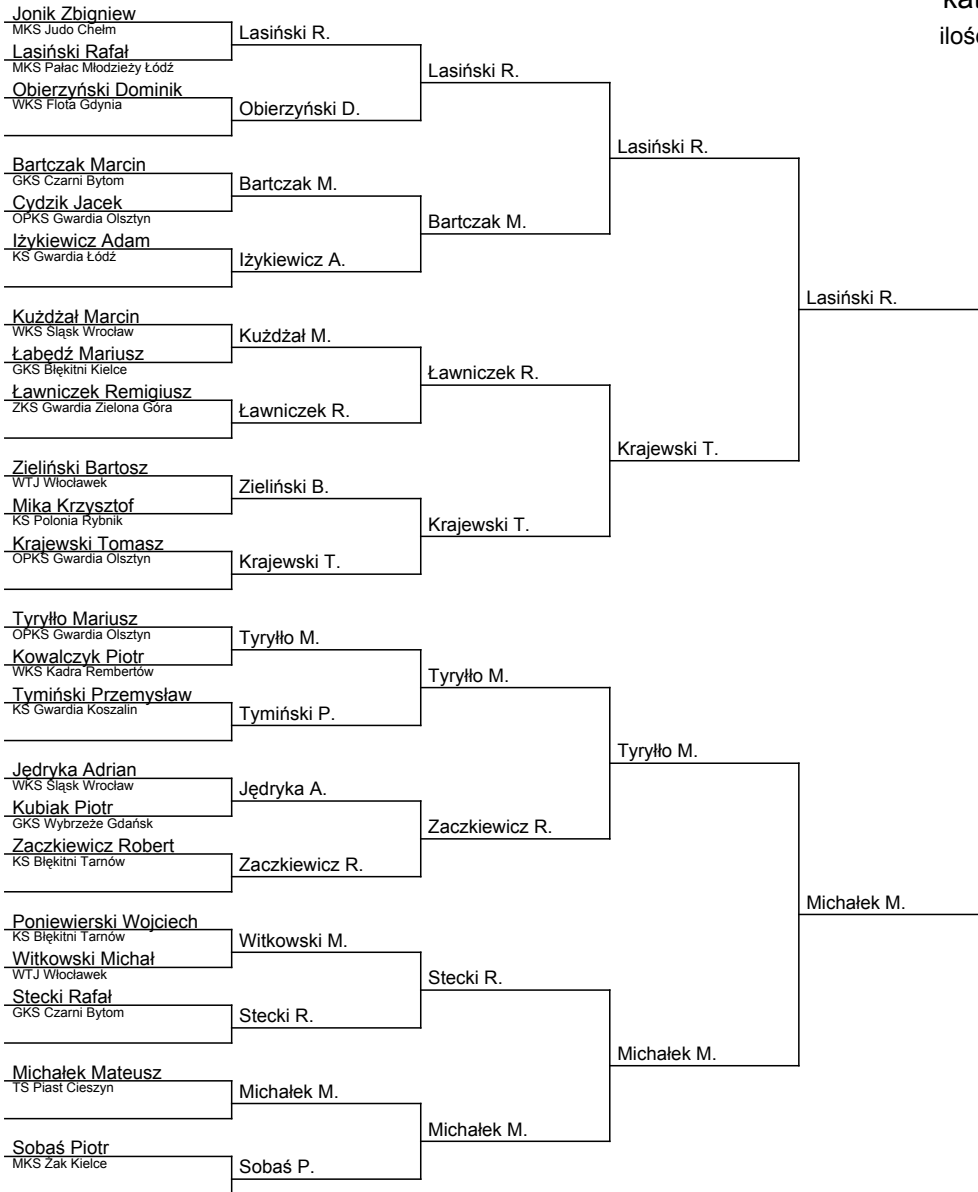 Jonik Zbigniew
MKS Judo Chełm
Lasiński Rafał
MKS Pałac Młodzieży Łódź
Obierzyński Dominik
WKS Flota Gdynia
Bartczak Marcin
GKS Czarni Bytom
Cydzik Jacek
OPKS Gwardia Olsztyn
Iżykiewicz Adam
KS Gwardia Łódź
Kużdżał Marcin
WKS Śląsk Wrocław
Łabędź Mariusz
GKS Błękitni Kielce
Ławniczek Remigiusz
ZKS Gwardia Zielona Góra
Zieliński Bartosz
WTJ Włocławek
Mika Krzysztof
KS Polonia Rybnik
Krajewski Tomasz
OPKS Gwardia Olsztyn
Tyryłło Mariusz
OPKS Gwardia Olsztyn
Kowalczyk Piotr
WKS Kadra Rembertów
Tymiński Przemysław
KS Gwardia Koszalin
Jędryka Adrian
WKS Śląsk Wrocław
Kubiak Piotr
GKS Wybrzeże Gdańsk
Zaczkiewicz Robert
KS Błękitni Tarnów
Poniewierski Wojciech
KS Błękitni Tarnów
Witkowski Michał
WTJ Włocławek
Stecki Rafał
GKS Czarni Bytom
Michałek Mateusz
TS Piast Cieszyn
Sobaś Piotr
MKS Żak Kielce
Lasiński R.
Obierzyński D.
Bartczak M.
Iżykiewicz A.
Kużdżał M.
Ławniczek R.
Zieliński B.
Krajewski T.
Tyryłło M.
Tymiński P.
Jędryka A.
Zaczkiewicz R.
Witkowski M.
Stecki R.
Michałek M.
Sobaś P.
Lasiński R.
Bartczak M.
Ławniczek R.
Krajewski T.
Tyryłło M.
Zaczkiewicz R.
Stecki R.
Michałek M.
Lasiński R.
Krajewski T.
Tyryłło M.
Michałek M.
Lasiński R.
Michałek M.